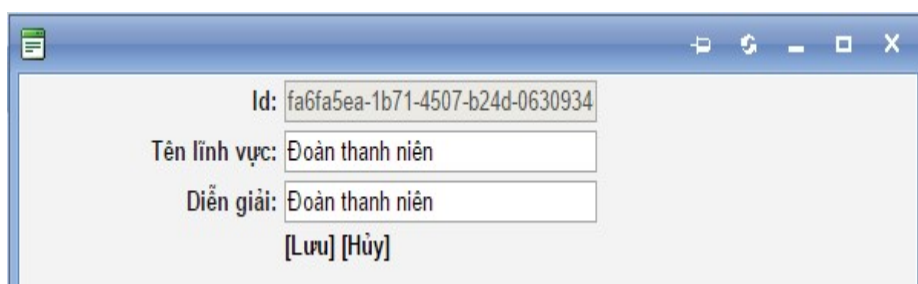 Id: fa6fa5ea-1b71-4507-b24d-0630934
Tên lĩnh vực: Đoàn thanh niên
Diễn giải: Đoàn thanh niên
[Lưu] [Hủy]